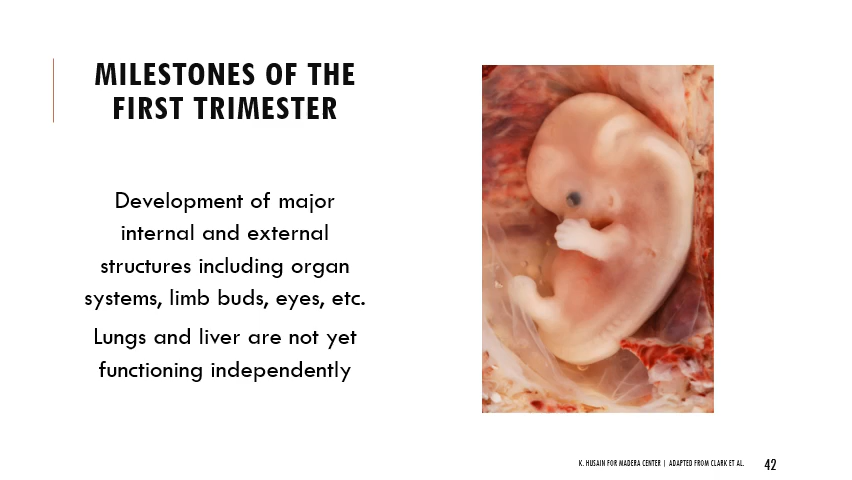 MILESTONES OF THE
FIRST TRIMESTER
Development of major
internal and external
structures including organ
systems, limb buds, eyes, etc.
Lungs and liver are not yet
functioning independently
K. HUSAIN FOR MADERA CENTER | ADAPTED FROM CLARK ET AL.
42